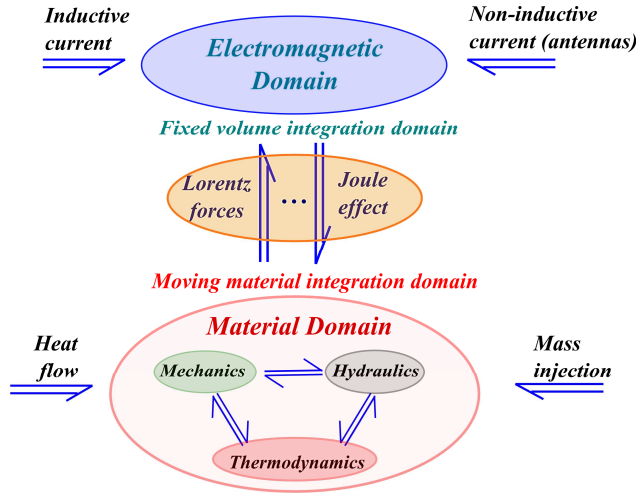 Inductive
current
Non-inductive
current (antennas)
Electromagnetic
Domain
Fixed volume integration domain
Lorentz
forces
...
Joule
effect
Moving material integration domain
Material Domain
Heat
flow
Mass
injection
Mechanics
Hydraulics
Thermodynamics